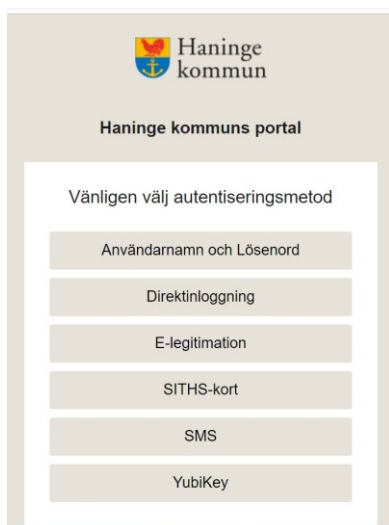 Haninge
kommun
Haninge kommuns portal
Vänligen välj autentiseringsmetod
Användarnamn och Lösenord
Direktinloggning
E-legitimation
SITHS-kort
SMS
YubiKey